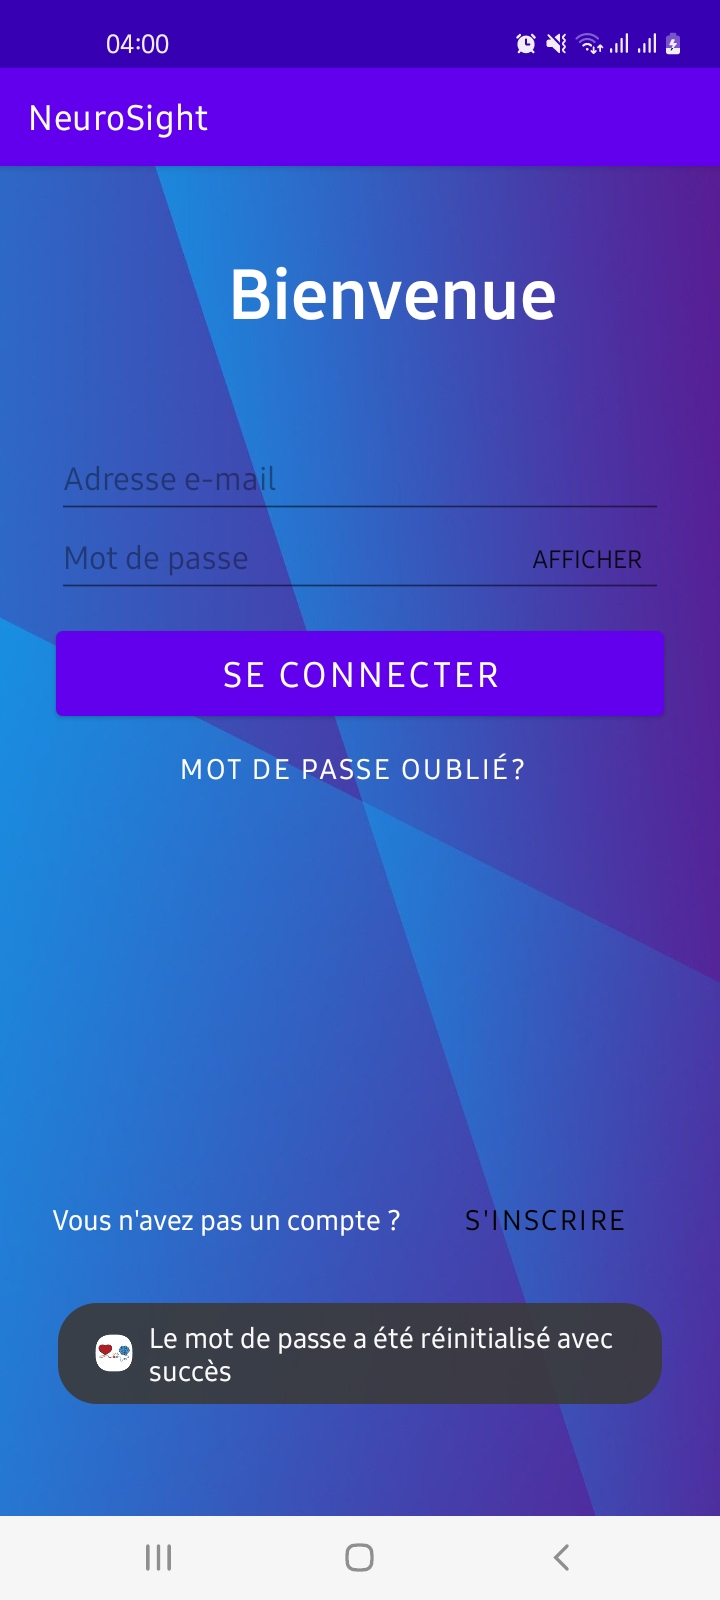 04:00
NeuroSight
Bienvenue
Adresse e-mail
Mot de passe
AFFICHER
SE CONNECTER
MOT DE PASSE OUBLIÉ?
Vous n'avez pas un compte ?
S'INSCRIRE
Le mot de passe a été réinitialisé avec
succès